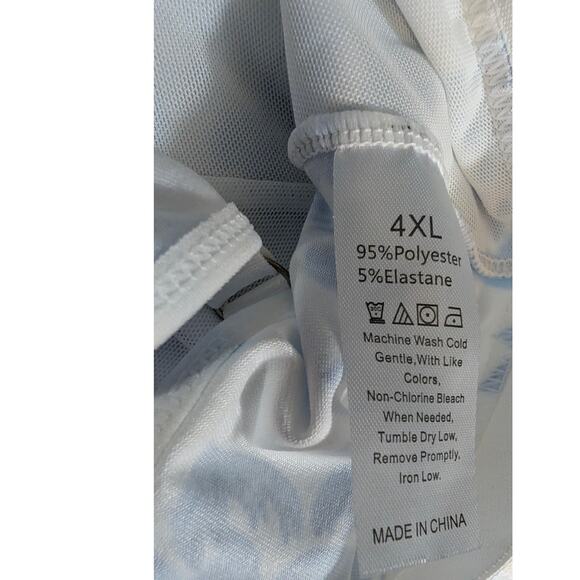 4XL
95%Polyester
5%Elastane
Machine Wash Cold
Gentle,With Like
Colors,
Non-Chlorine Bleach
When Needed,
Tumble Dry Low,
Remove Promptly,
Iron Low.
MADE IN CHINA